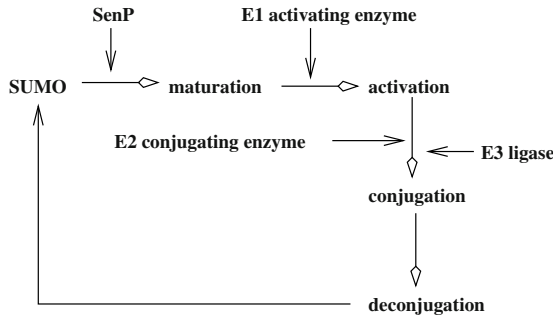 SenP
E1 activating enzyme
SUMO
maturation
activation
E2 conjugating enzyme
E3 ligase
conjugation
deconjugation